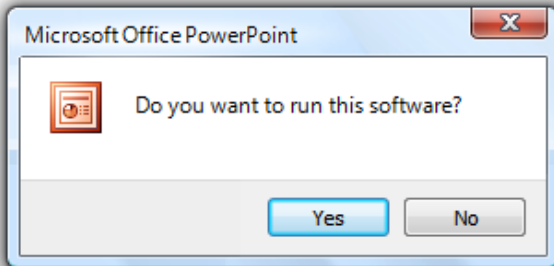 Microsoft Office PowerPoint
Do you want to run this software?
Yes
No